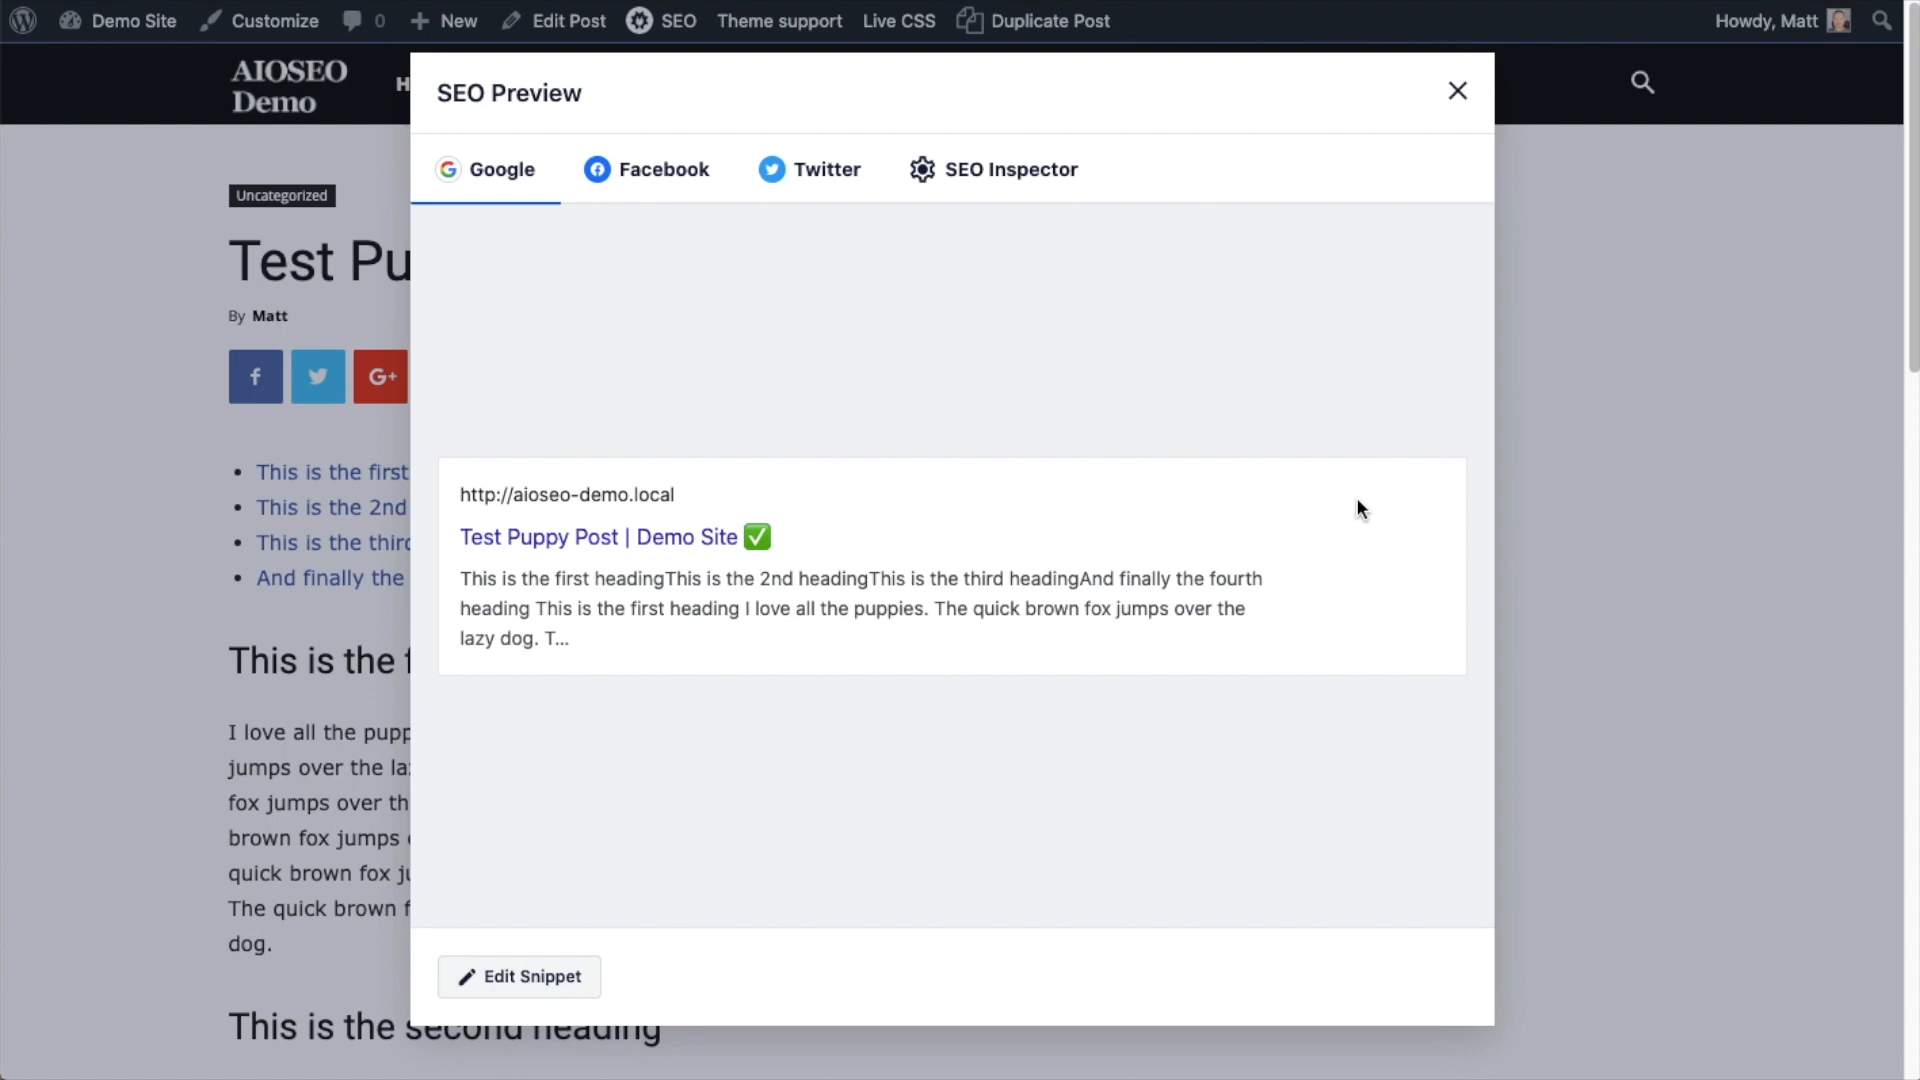 Demo Site Customize 0 New Edit Post SEO Theme support Live CSS Duplicate Post Howdy, Matt
AIOSEO
Demo
H
SEO Preview
Google Facebook Twitter SEO Inspector
Uncategorized
Test Pu
By Matt
f G+
This is the first
This is the 2nd
This is the third
And finally the
http://aioseo-demo.local
Test Puppy Post | Demo Site ✅
This is the first headingThis is the 2nd headingThis is the third headingAnd finally the fourth
heading This is the first heading I love all the puppies. The quick brown fox jumps over the
lazy dog. T...
This is the f
I love all the pupp
jumps over the la
fox jumps over th
brown fox jumps
quick brown fox ju
The quick brown f
dog.
Edit Snippet
This is the second heading